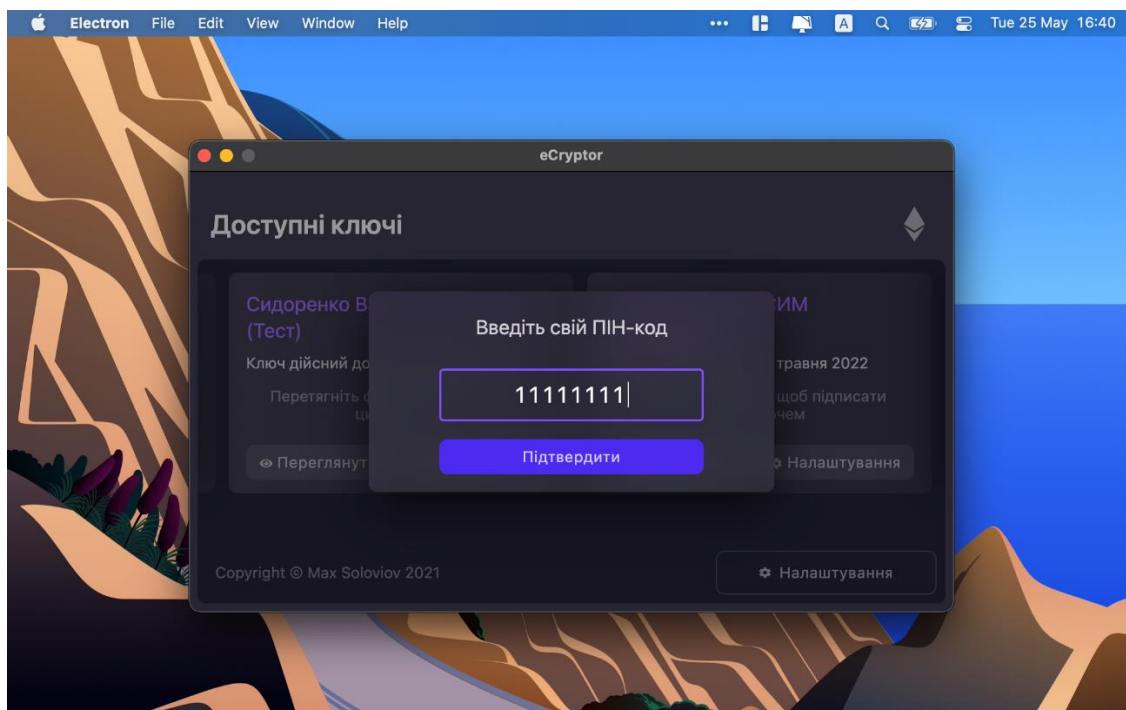 Electron File Edit View Window Help
A
Tue 25 May 16:40
eCryptor
Доступні ключі
Сидоренко В
(Тест)
Ключ дійсний до
Перетягніть
Переглянут
Введіть свій ПІН-код
11111111
Підтвердити
ИМ
травня 2022
щоб підписати
чем
Налаштування
Copyright © Max Soloviov 2021
Налаштування